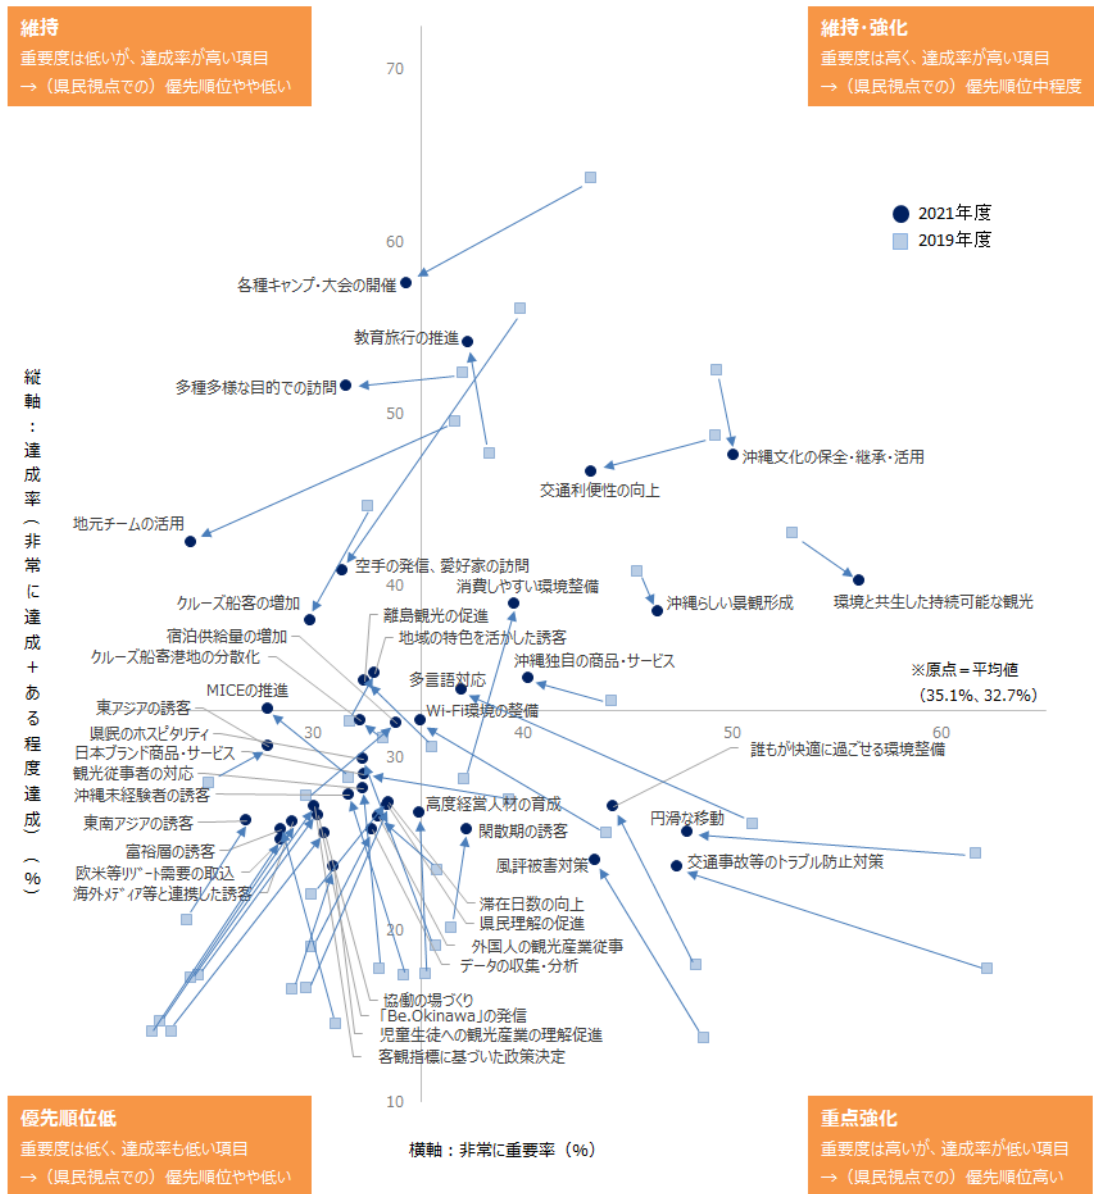 維持
重要度は低いが、達成率が高い項目
→（県民視点での）優先順位やや低い
維持・強化
重要度は高く、達成率が高い項目
→（県民視点での）優先順位中程度
70
2021年度
2019年度
60
各種キャンプ・大会の開催
教育旅行の推進
多種多様な目的での訪問
50
沖縄文化の保全・継承・活用
交通利便性の向上
地元チームの活用
空手の発信、愛好家の訪問
40
消費しやすい環境整備
クルーズ船客の増加
沖縄らしい景観形成
環境と共生した持続可能な観光
離島観光の促進
宿泊供給量の増加
地域の特色を活かした誘客
クルーズ船寄港地の分散化
沖縄独自の商品・サービス
※原点＝平均値
（35.1%、32.7%）
多言語対応
MICEの推進
東アジアの誘客
Wi-Fi環境の整備
30
40
50
60
県民のホスピタリティ
日本ブランド商品・サービス
30
誰もが快適に過ごせる環境整備
観光従事者の対応
沖縄未経験者の誘客
高度経営人材の育成
東南アジアの誘客
閑散期の誘客
円滑な移動
富裕層の誘客
風評被害対策
交通事故等のトラブル防止対策
欧米等リゾート需要の取込
海外メディア等と連携した誘客
滞在日数の向上
県民理解の促進
20
外国人の観光産業従事
データの収集・分析
協働の場づくり
「Be.Okinawa」の発信
児童生徒への観光産業の理解促進
客観指標に基づいた政策決定
10
縦軸：達成率（非常に達成＋ある程度達成）（%）
横軸：非常に重要率（%）
優先順位低
重要度は低く、達成率も低い項目
→（県民視点での）優先順位やや低い
重点強化
重要度は高いが、達成率が低い項目
→（県民視点での）優先順位高い